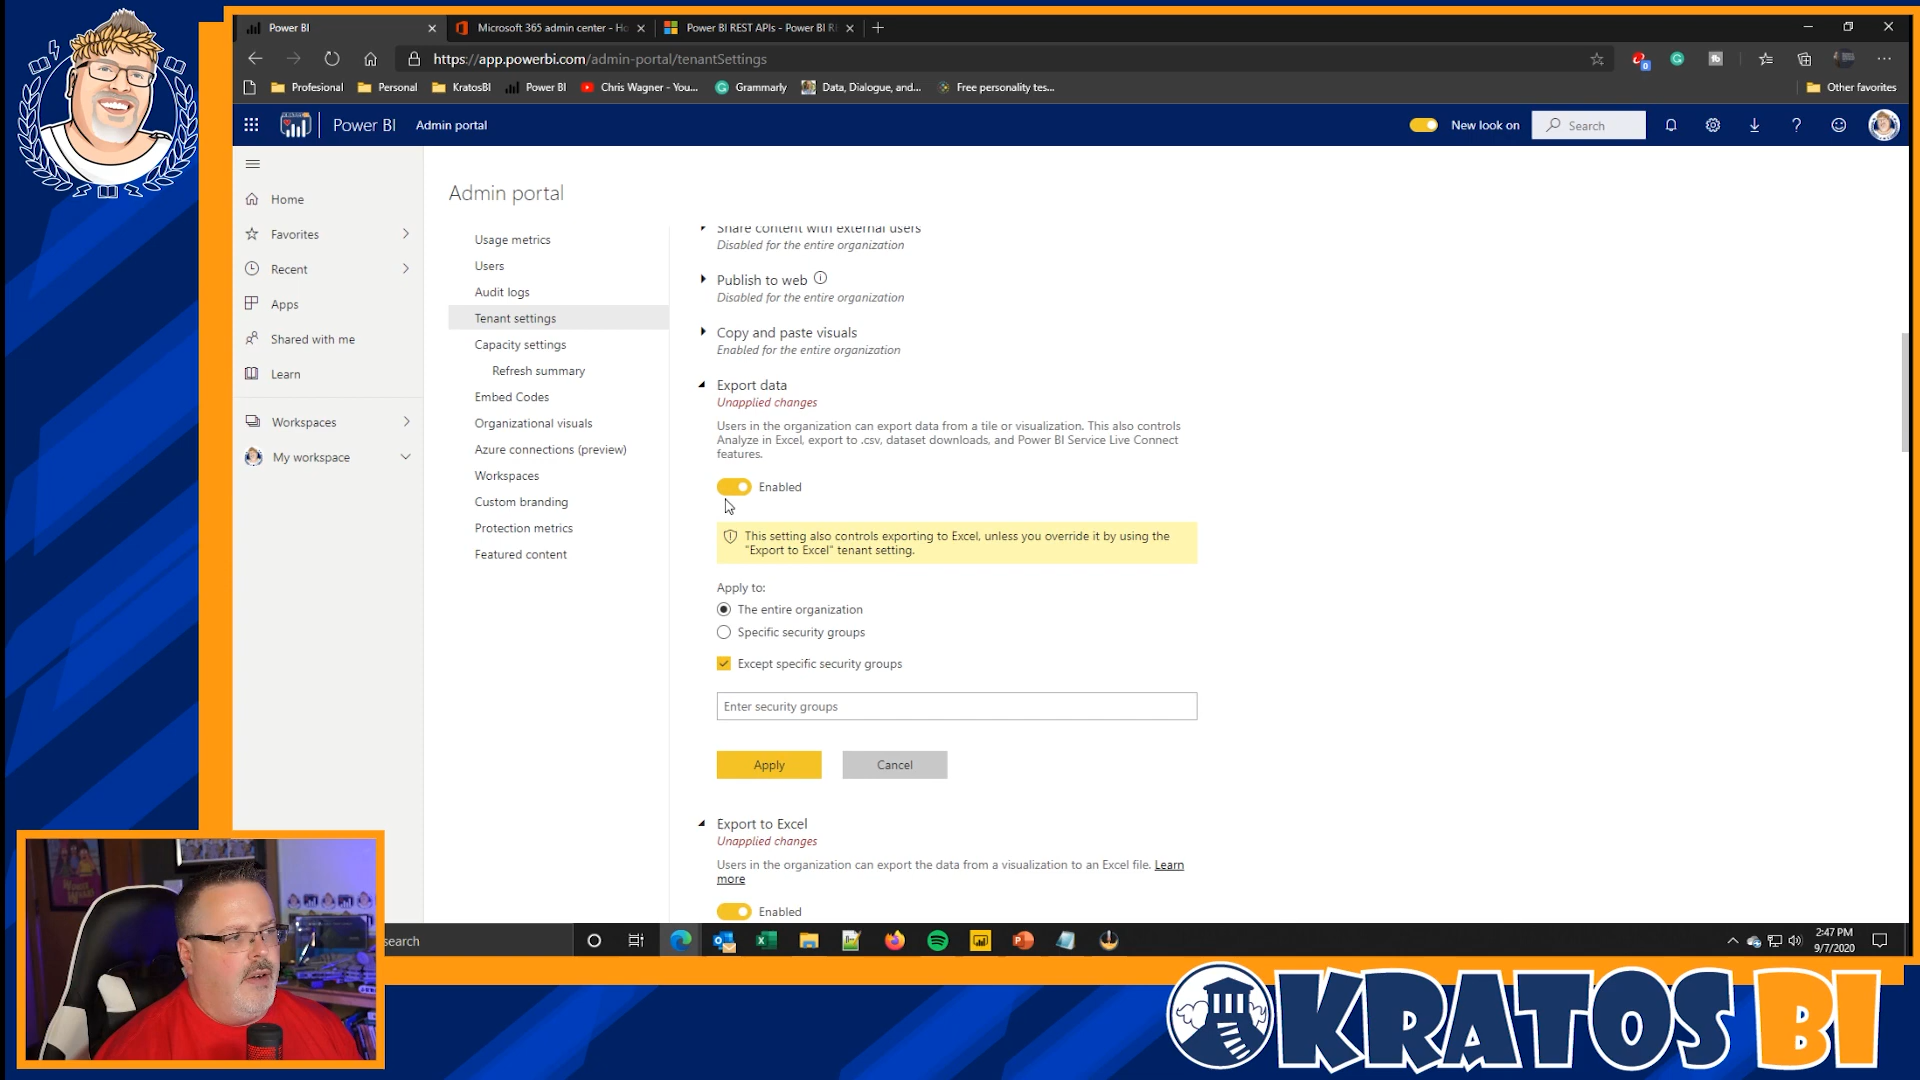 Power BI
Microsoft 365 admin center - Ho
Power BI REST APIs - Power BI R
https://app.powerbi.com/admin-portal/tenantSettings
Profesional
Personal
KratosBI
Power BI
Chris Wagner - You...
Grammarly
Data, Dialogue, and...
Free personality tes...
Other favorites
Power BI
Admin portal
New look on
Search
Home
Favorites
Recent
Apps
Shared with me
Learn
Workspaces
My workspace
Admin portal
Usage metrics
Users
Audit logs
Tenant settings
Capacity settings
Refresh summary
Embed Codes
Organizational visuals
Azure connections (preview)
Workspaces
Custom branding
Protection metrics
Featured content
Share content with external users
Disabled for the entire organization
Publish to web
Disabled for the entire organization
Copy and paste visuals
Enabled for the entire organization
Export data
Unapplied changes
Users in the organization can export data from a tile or visualization. This also controls
Analyze in Excel, export to .csv, dataset downloads, and Power BI Service Live Connect
features.
Enabled
This setting also controls exporting to Excel, unless you override it by using the
"Export to Excel" tenant setting.
Apply to:
The entire organization
Specific security groups
Except specific security groups
Enter security groups
Apply
Cancel
Export to Excel
Unapplied changes
Users in the organization can export the data from a visualization to an Excel file. Learn
more
Enabled
search
2:47 PM
9/7/2020
KRATOS BI